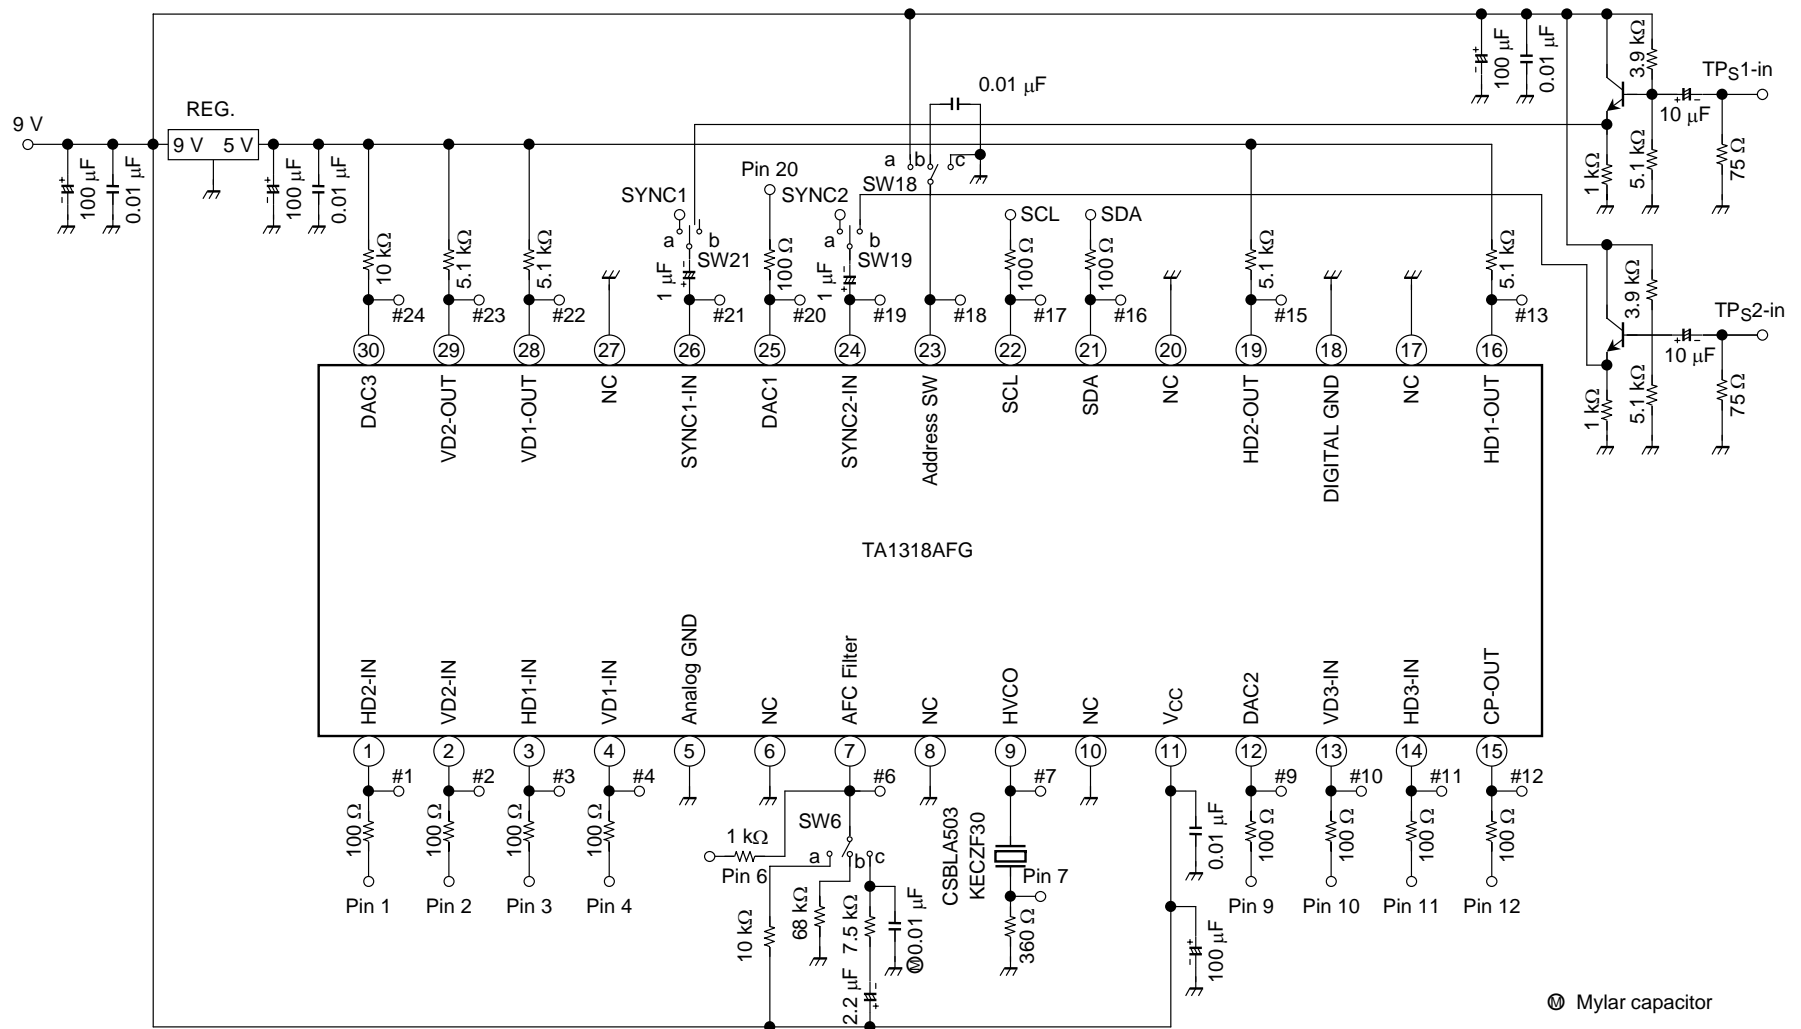 9 V
REG.
9 V 5 V
100 μF
0.01 μF
100 μF
0.01 μF
0.01 μF
100 μF
0.01 μF
3.9 kΩ
TPS1-in
10 μF
1 kΩ
5.1 kΩ
75 Ω
a b c
SW18
Pin 20
SYNC1
SYNC2
SCL
SDA
a b
SW21
a b
SW19
10 kΩ
5.1 kΩ
5.1 kΩ
1 μF
100 Ω
1 μF
100 Ω
100 Ω
5.1 kΩ
5.1 kΩ
3.9 kΩ
TPS2-in
10 μF
1 kΩ
5.1 kΩ
75 Ω
#24 #23 #22 #21 #20 #19 #18 #17 #16 #15 #13
30 29 28 27 26 25 24 23 22 21 20 19 18 17 16
DAC3
VD2-OUT
VD1-OUT
NC
SYNC1-IN
DAC1
SYNC2-IN
Address SW
SCL
SDA
NC
HD2-OUT
DIGITAL GND
NC
HD1-OUT
TA1318AFG
HD2-IN
VD2-IN
HD1-IN
VD1-IN
Analog GND
NC
AFC Filter
NC
HVCO
NC
VCC
DAC2
VD3-IN
HD3-IN
CP-OUT
1 2 3 4 5 6 7 8 9 10 11 12 13 14 15
#1 #2 #3 #4 #6 #7 #9 #10 #11 #12
100 Ω
100 Ω
100 Ω
100 Ω
SW6
1 kΩ
a b c
Pin 6
CSBLA503
KECZF30
Pin 7
0.01 μF
100 Ω
100 Ω
100 Ω
100 Ω
Pin 1 Pin 2 Pin 3 Pin 4
Pin 9 Pin 10 Pin 11 Pin 12
10 kΩ
68 kΩ
7.5 kΩ
Ⓜ 0.01 μF
360 Ω
100 μF
2.2 μF
Ⓜ Mylar capacitor